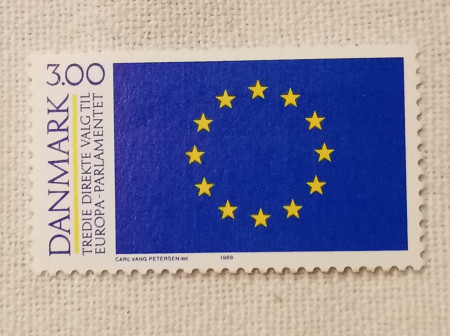 3.00
DANMARK
TREDIE DIREKTE VALG TIL
EUROPA-PARLAMENTET
CARL VANG PETERSEN del. 1989